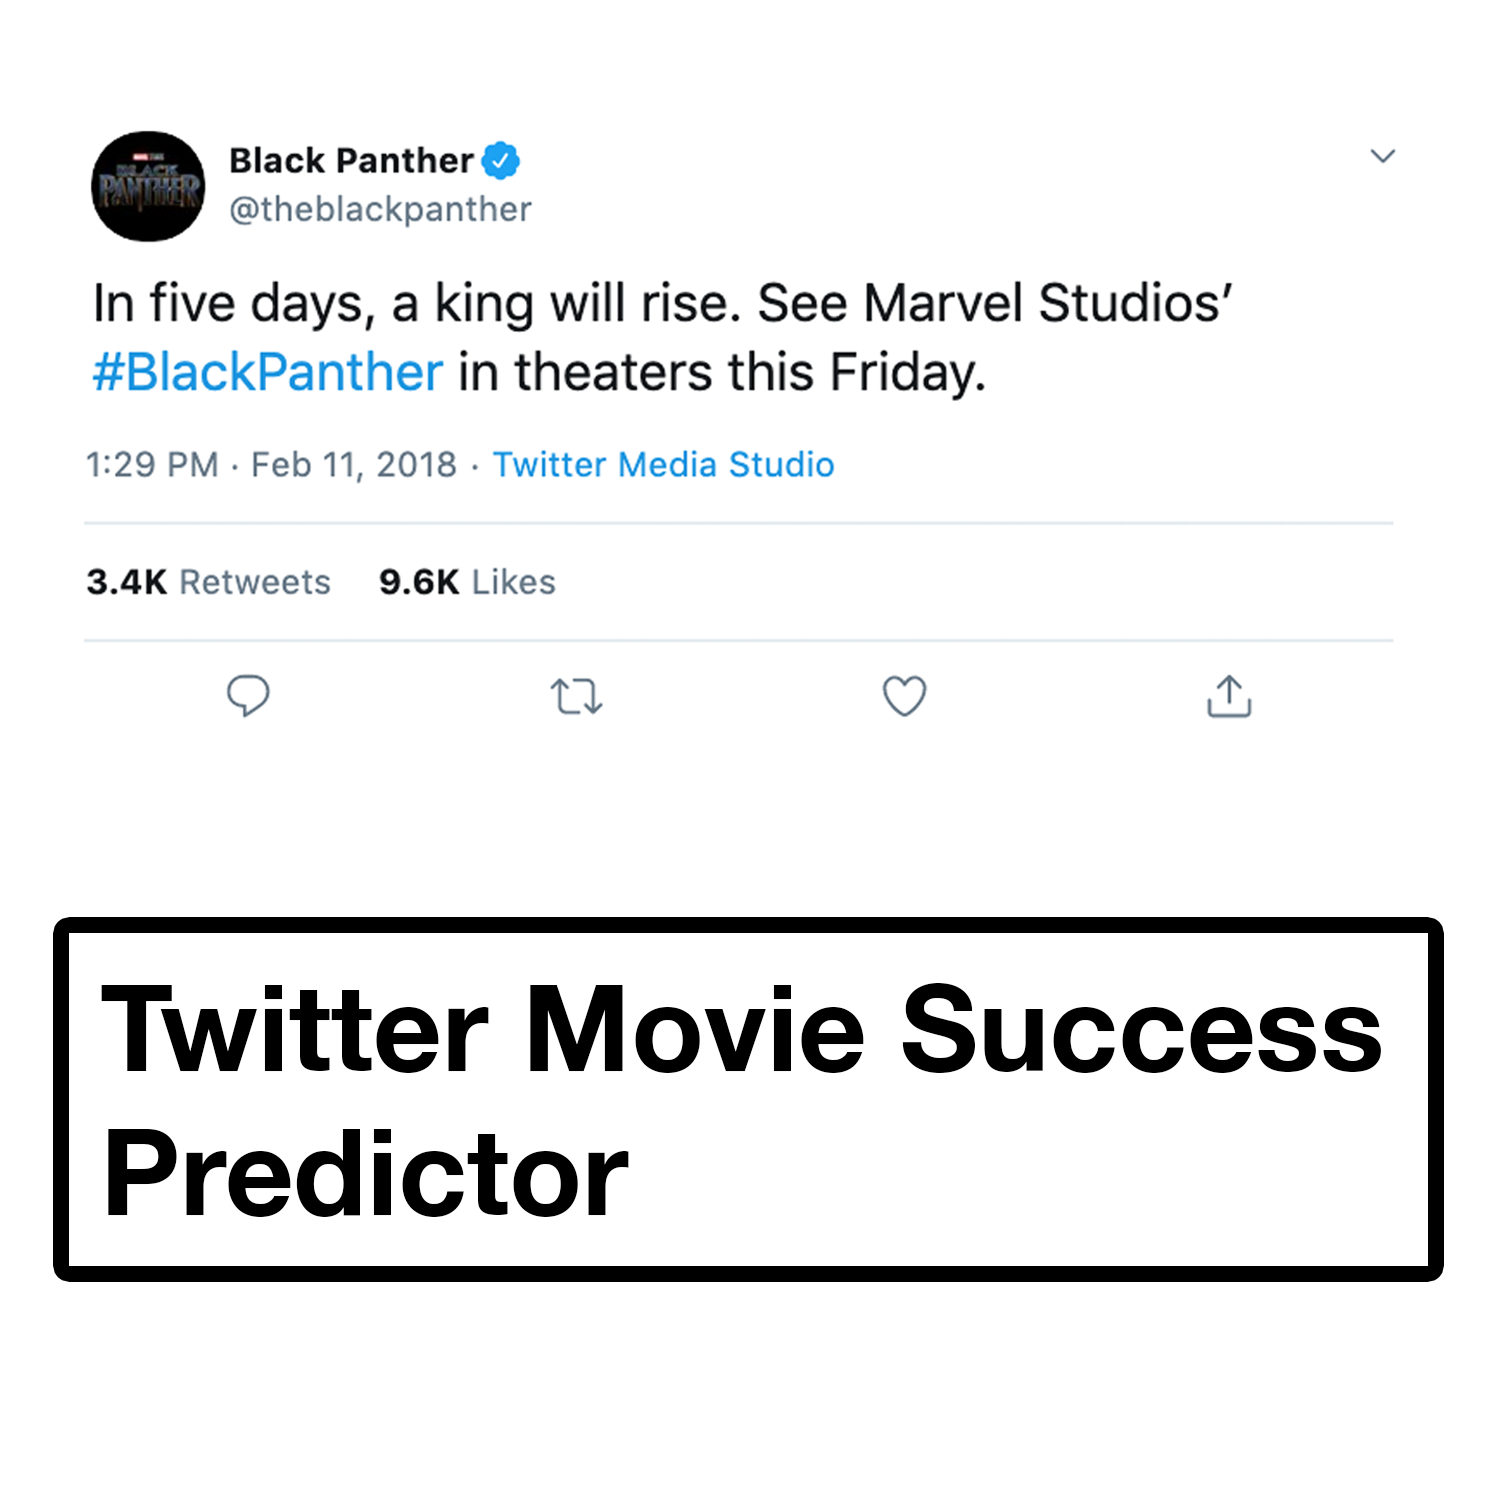 BLACK
PANTHER
Black Panther
@theblackpanther
In five days, a king will rise. See Marvel Studios’
#BlackPanther in theaters this Friday.
1:29 PM · Feb 11, 2018 · Twitter Media Studio
3.4K Retweets 9.6K Likes
Twitter Movie Success
Predictor